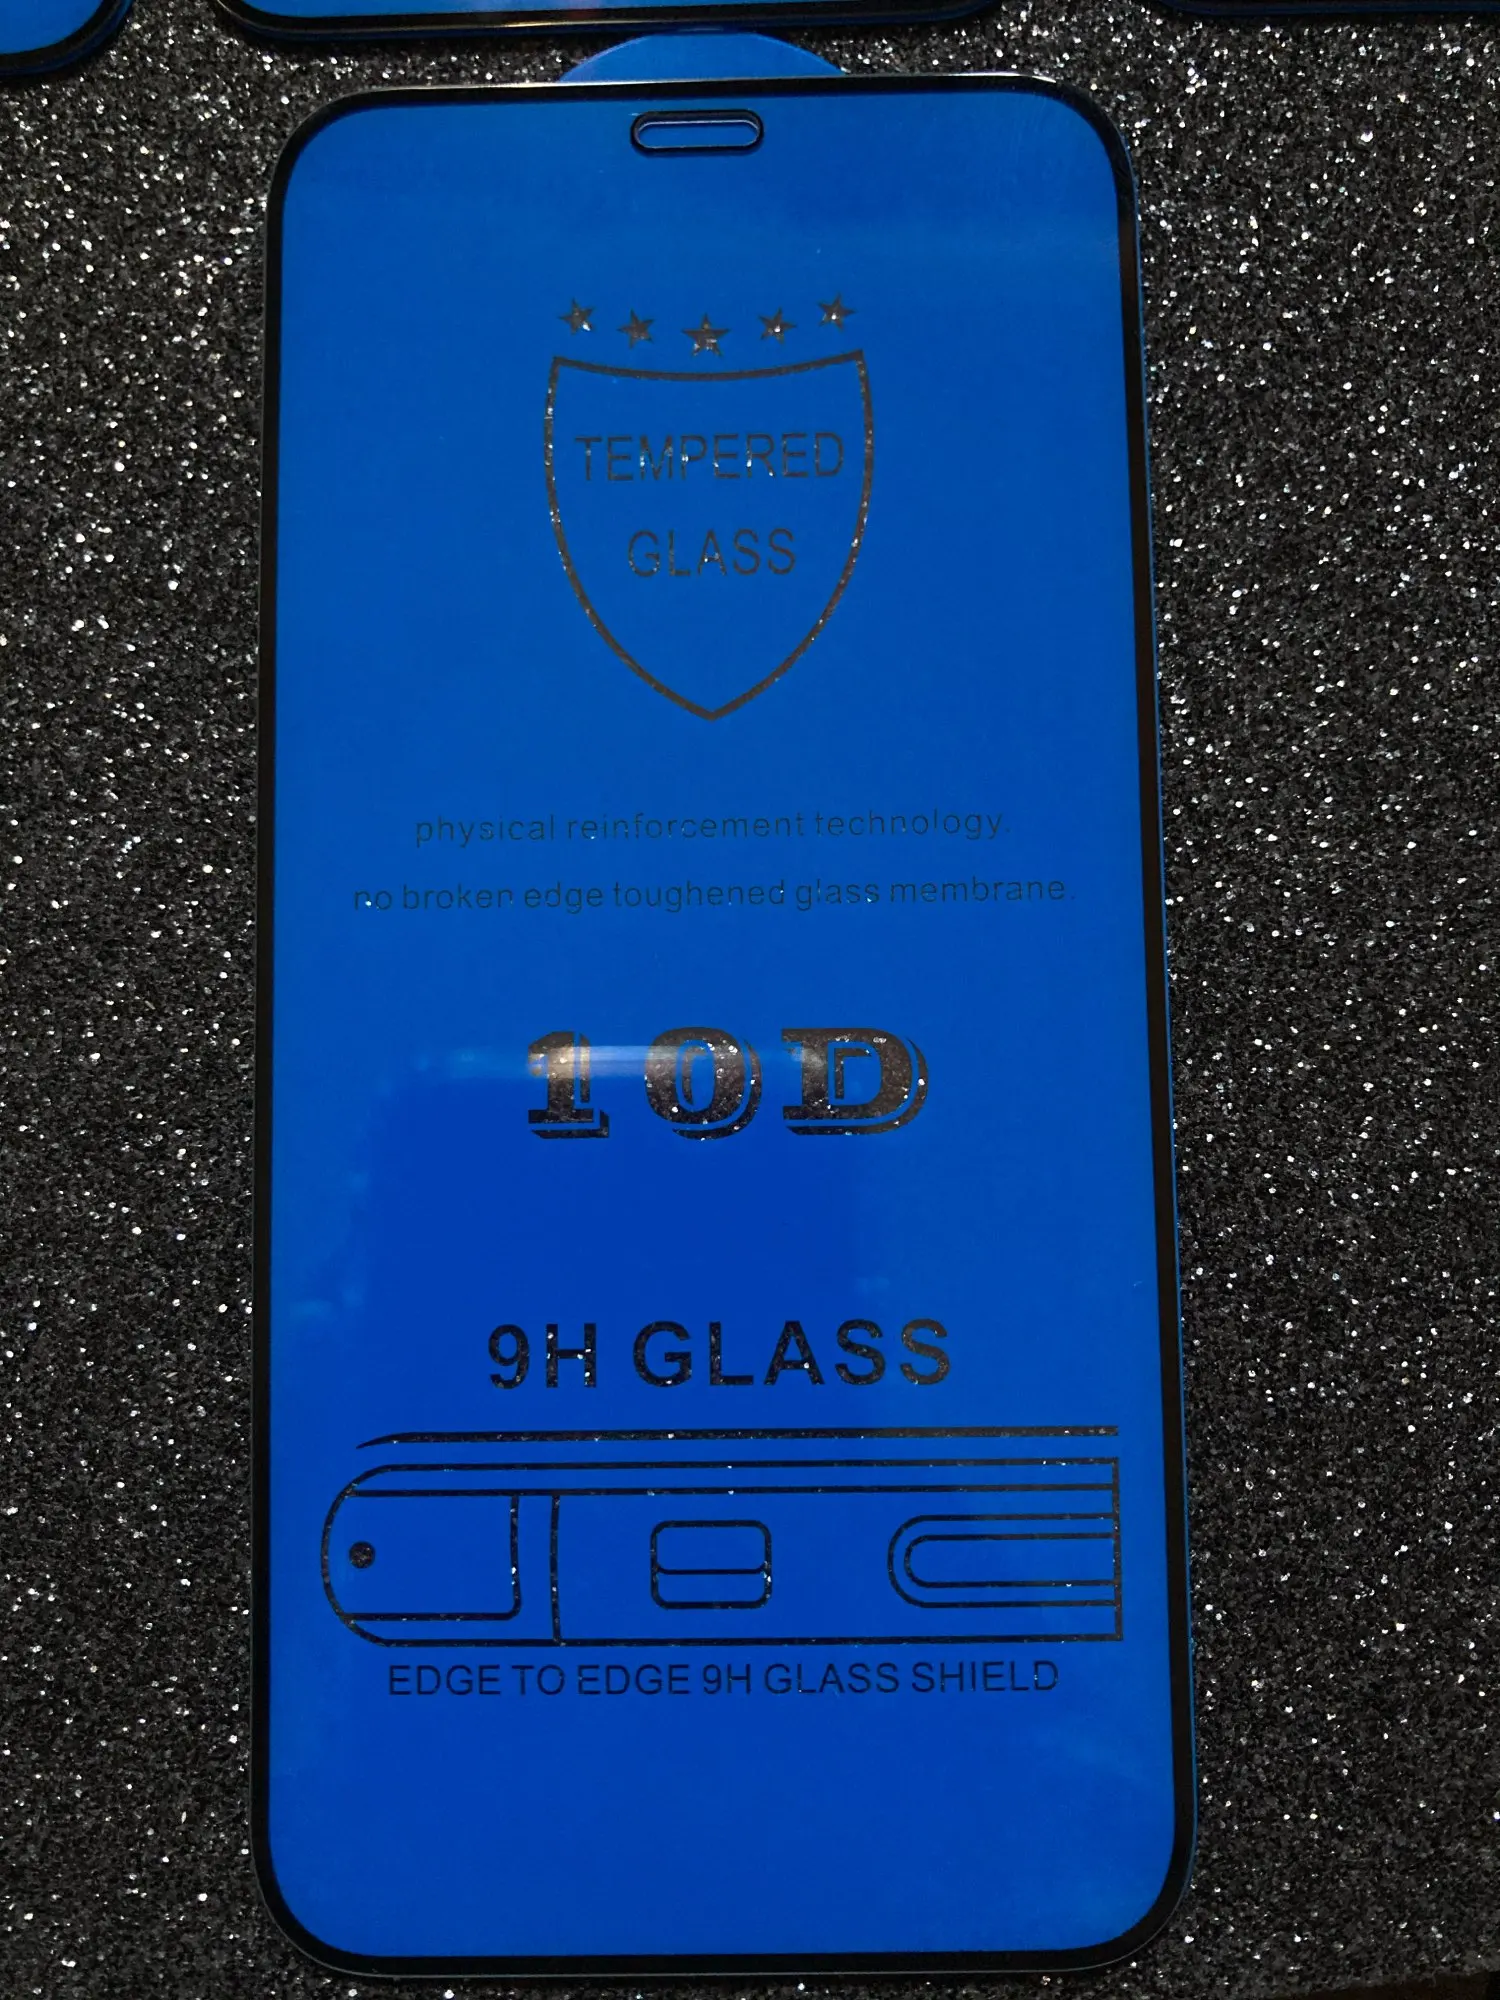 TEMPERED
GLASS
physical reinforcement technology.
no broken edge toughened glass membrane.
10D
9H GLASS
EDGE TO EDGE 9H GLASS SHIELD